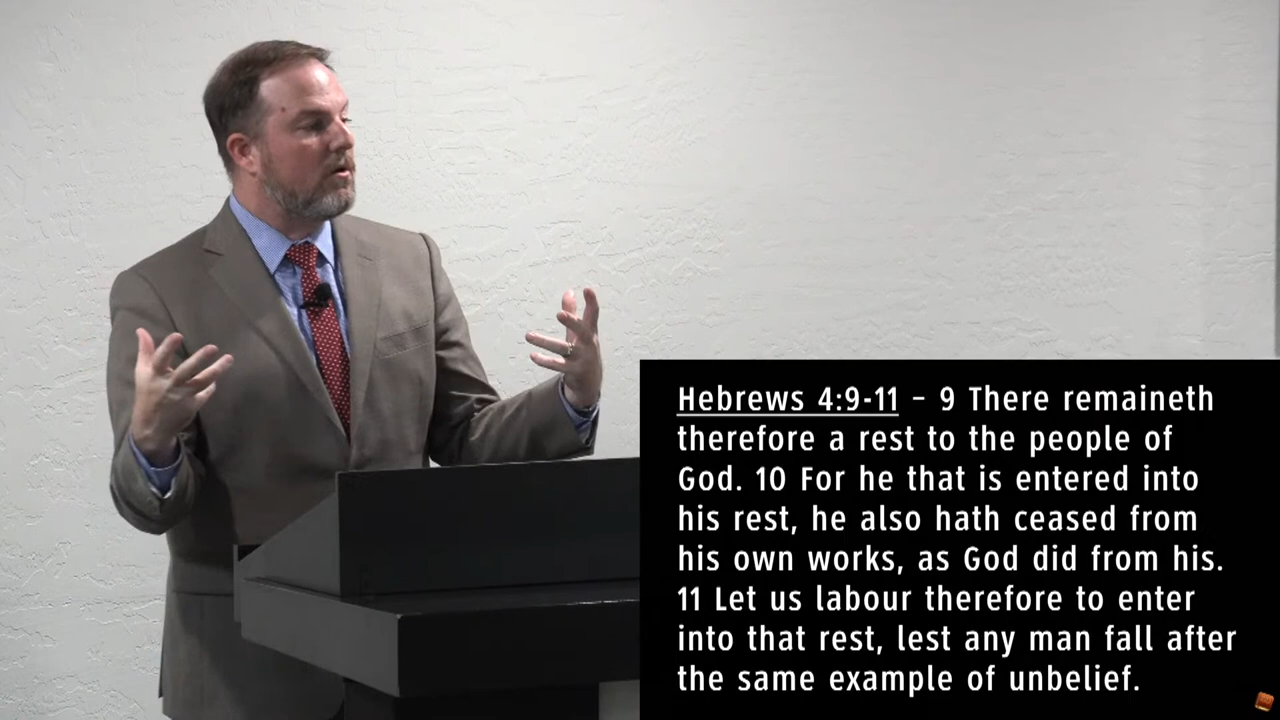 Hebrews 4:9-11 – 9 There remaineth
therefore a rest to the people of
God. 10 For he that is entered into
his rest, he also hath ceased from
his own works, as God did from his.
11 Let us labour therefore to enter
into that rest, lest any man fall after
the same example of unbelief.